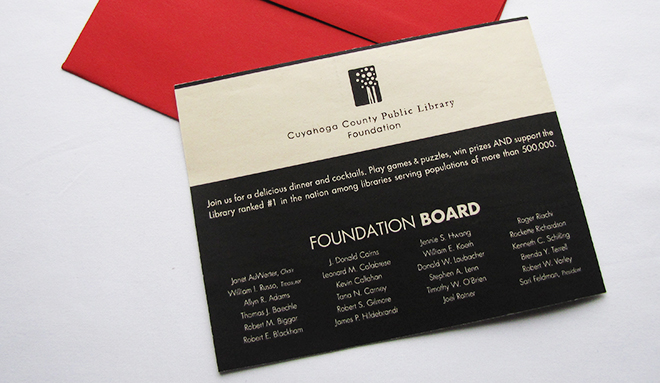 Cuyahoga County Public Library
Foundation
Join us for a delicious dinner and cocktails. Play games & puzzles, win prizes AND support the
Library ranked #1 in the nation among libraries serving populations of more than 500,000.
FOUNDATION BOARD
Janet AuWerter, Chair
William I. Russo, Treasurer
Allyn R. Adams
Thomas J. Baechle
Robert M. Biggar
Robert E. Blackham
J. Donald Cairns
Leonard M. Calabrese
Kevin Callahan
Tana N. Carney
Robert S. Gilmore
James P. Hildebrandt
Jennie S. Hwang
William E. Koeh
Donald W. Laubacher
Stephen A. Lenn
Timothy W. O'Brien
Joel Rainer
Roger Riachi
Rockette Richardson
Kenneth C. Schilling
Brenda Y. Terrell
Robert W. Varley
Sari Feldman, President